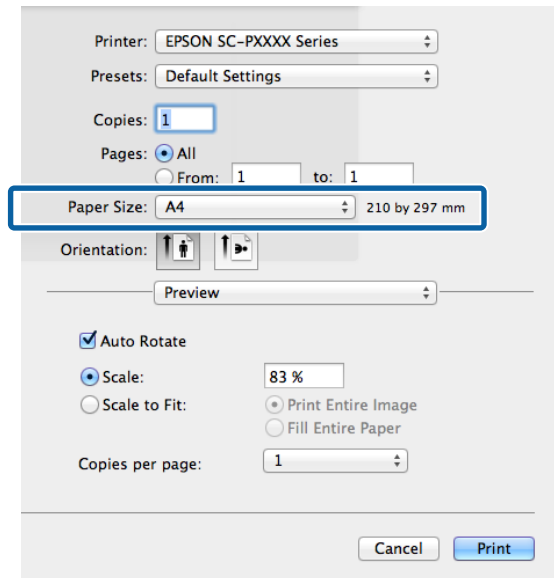 Printer: EPSON SC-PXXXX Series
Presets: Default Settings
Copies: 1
Pages: All
From: 1 to: 1
Paper Size: A4 210 by 297 mm
Orientation:
Preview
Auto Rotate
Scale: 83 %
Scale to Fit: Print Entire Image
Fill Entire Paper
Copies per page: 1
Cancel Print